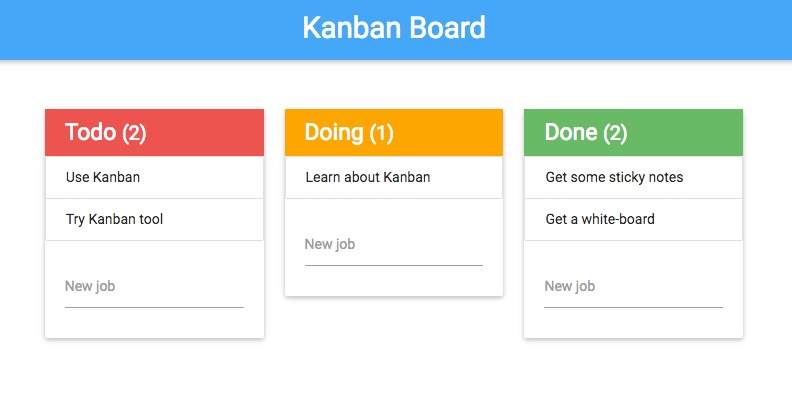 Kanban Board
Todo (2)
Use Kanban
Try Kanban tool
New job
Doing (1)
Learn about Kanban
New job
Done (2)
Get some sticky notes
Get a white-board
New job